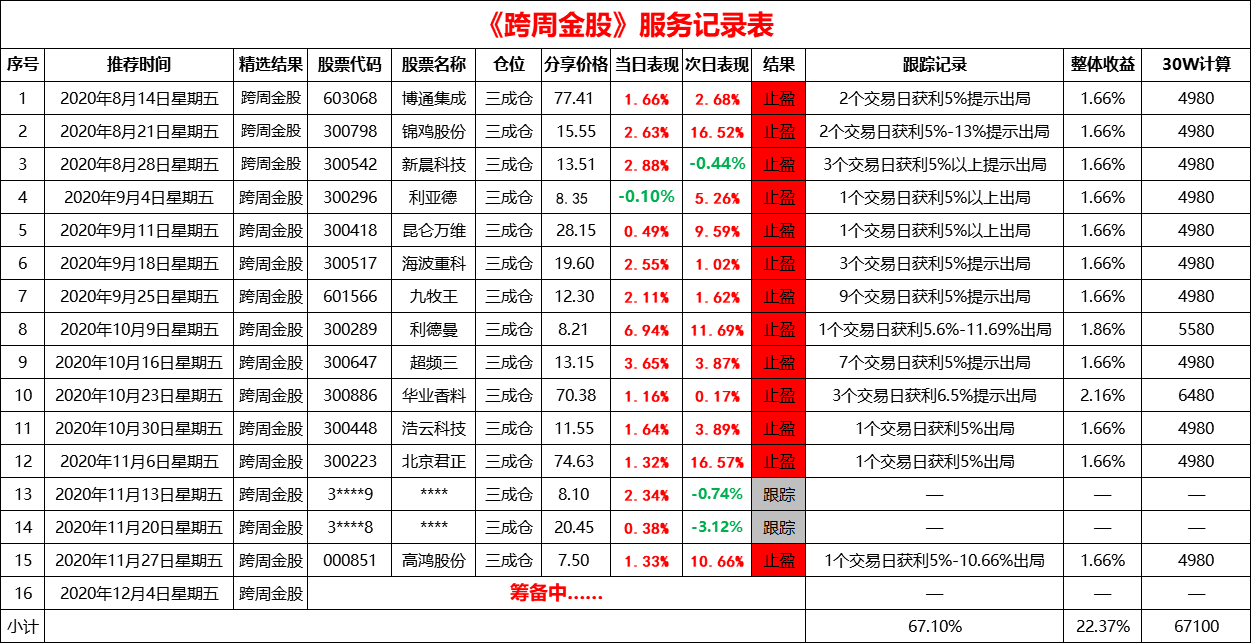 《跨周金股》服务记录表
序号 推荐时间 精选结果 股票代码 股票名称 仓位 分享价格 当日表现 次日表现 结果 跟踪记录 整体收益 30W计算
1 2020年8月14日星期五 跨周金股 603068 博通集成 三成仓 77.41 1.66% 2.68% 止盈 2个交易日获利5%提示出局 1.66% 4980
2 2020年8月21日星期五 跨周金股 300798 锦鸡股份 三成仓 15.55 2.63% 16.52% 止盈 2个交易日获利5%-13%提示出局 1.66% 4980
3 2020年8月28日星期五 跨周金股 300542 新晨科技 三成仓 13.51 2.88% -0.44% 止盈 3个交易日获利5%以上提示出局 1.66% 4980
4 2020年9月4日星期五 跨周金股 300296 利亚德 三成仓 8.35 -0.10% 5.26% 止盈 1个交易日获利5%以上出局 1.66% 4980
5 2020年9月11日星期五 跨周金股 300418 昆仑万维 三成仓 28.15 0.49% 9.59% 止盈 1个交易日获利5%以上出局 1.66% 4980
6 2020年9月18日星期五 跨周金股 300517 海波重科 三成仓 19.60 2.55% 1.02% 止盈 3个交易日获利5%提示出局 1.66% 4980
7 2020年9月25日星期五 跨周金股 601566 九牧王 三成仓 12.30 2.11% 1.62% 止盈 9个交易日获利5%提示出局 1.66% 4980
8 2020年10月9日星期五 跨周金股 300289 利德曼 三成仓 8.21 6.94% 11.69% 止盈 1个交易日获利5.6%-11.69%出局 1.86% 5580
9 2020年10月16日星期五 跨周金股 300647 超频三 三成仓 13.15 3.65% 3.87% 止盈 7个交易日获利5%提示出局 1.66% 4980
10 2020年10月23日星期五 跨周金股 300886 华业香料 三成仓 70.38 1.16% 0.17% 止盈 3个交易日获利6.5%提示出局 2.16% 6480
11 2020年10月30日星期五 跨周金股 300448 浩云科技 三成仓 11.55 1.64% 3.89% 止盈 1个交易日获利5%出局 1.66% 4980
12 2020年11月6日星期五 跨周金股 300223 北京君正 三成仓 74.63 1.32% 16.57% 止盈 1个交易日获利5%出局 1.66% 4980
13 2020年11月13日星期五 跨周金股 3****9 **** 三成仓 8.10 2.34% -0.74% 跟踪 — — —
14 2020年11月20日星期五 跨周金股 3****8 **** 三成仓 20.45 0.38% -3.12% 跟踪 — — —
15 2020年11月27日星期五 跨周金股 000851 高鸿股份 三成仓 7.50 1.33% 10.66% 止盈 1个交易日获利5%-10.66%出局 1.66% 4980
16 2020年12月4日星期五 跨周金股 筹备中…… — — —
小计 67.10% 22.37% 67100